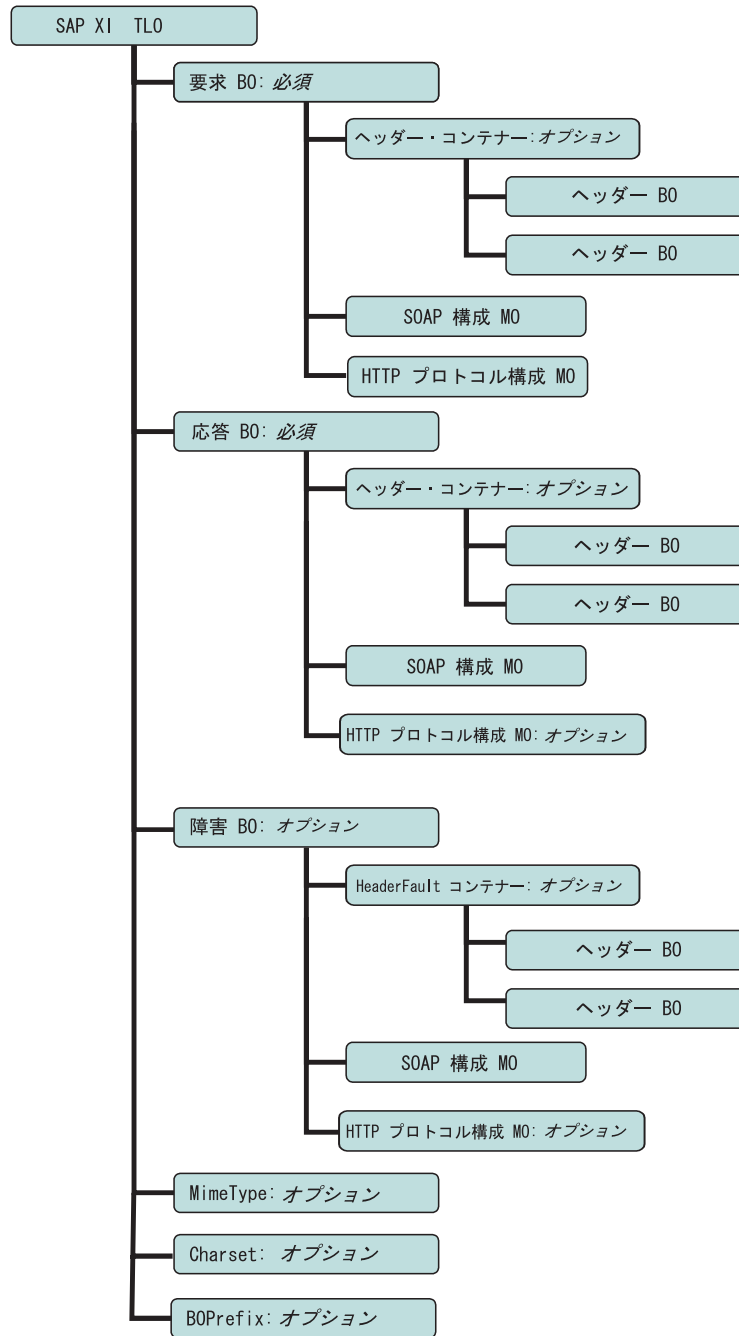 SAP XI TLO
要求 BO: 必須
ヘッダー・コンテナー: オプション
ヘッダー BO
ヘッダー BO
SOAP 構成 MO
HTTP プロトコル構成 MO
応答 BO: 必須
ヘッダー・コンテナー: オプション
ヘッダー BO
ヘッダー BO
SOAP 構成 MO
HTTP プロトコル構成 MO: オプション
障害 BO: オプション
HeaderFault コンテナー: オプション
ヘッダー BO
ヘッダー BO
SOAP 構成 MO
HTTP プロトコル構成 MO: オプション
MimeType: オプション
Charset: オプション
BOPrefix: オプション